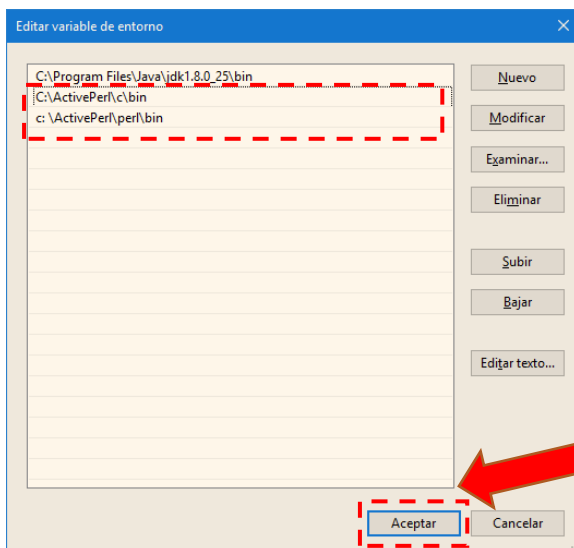 Editar variable de entorno
C:\Program Files\Java\jdk1.8.0_25\bin
C:\ActivePerl\c\bin
c: \ActivePerl\perl\bin
Nuevo
Modificar
Examinar...
Eliminar
Subir
Bajar
Editar texto...
Aceptar
Cancelar